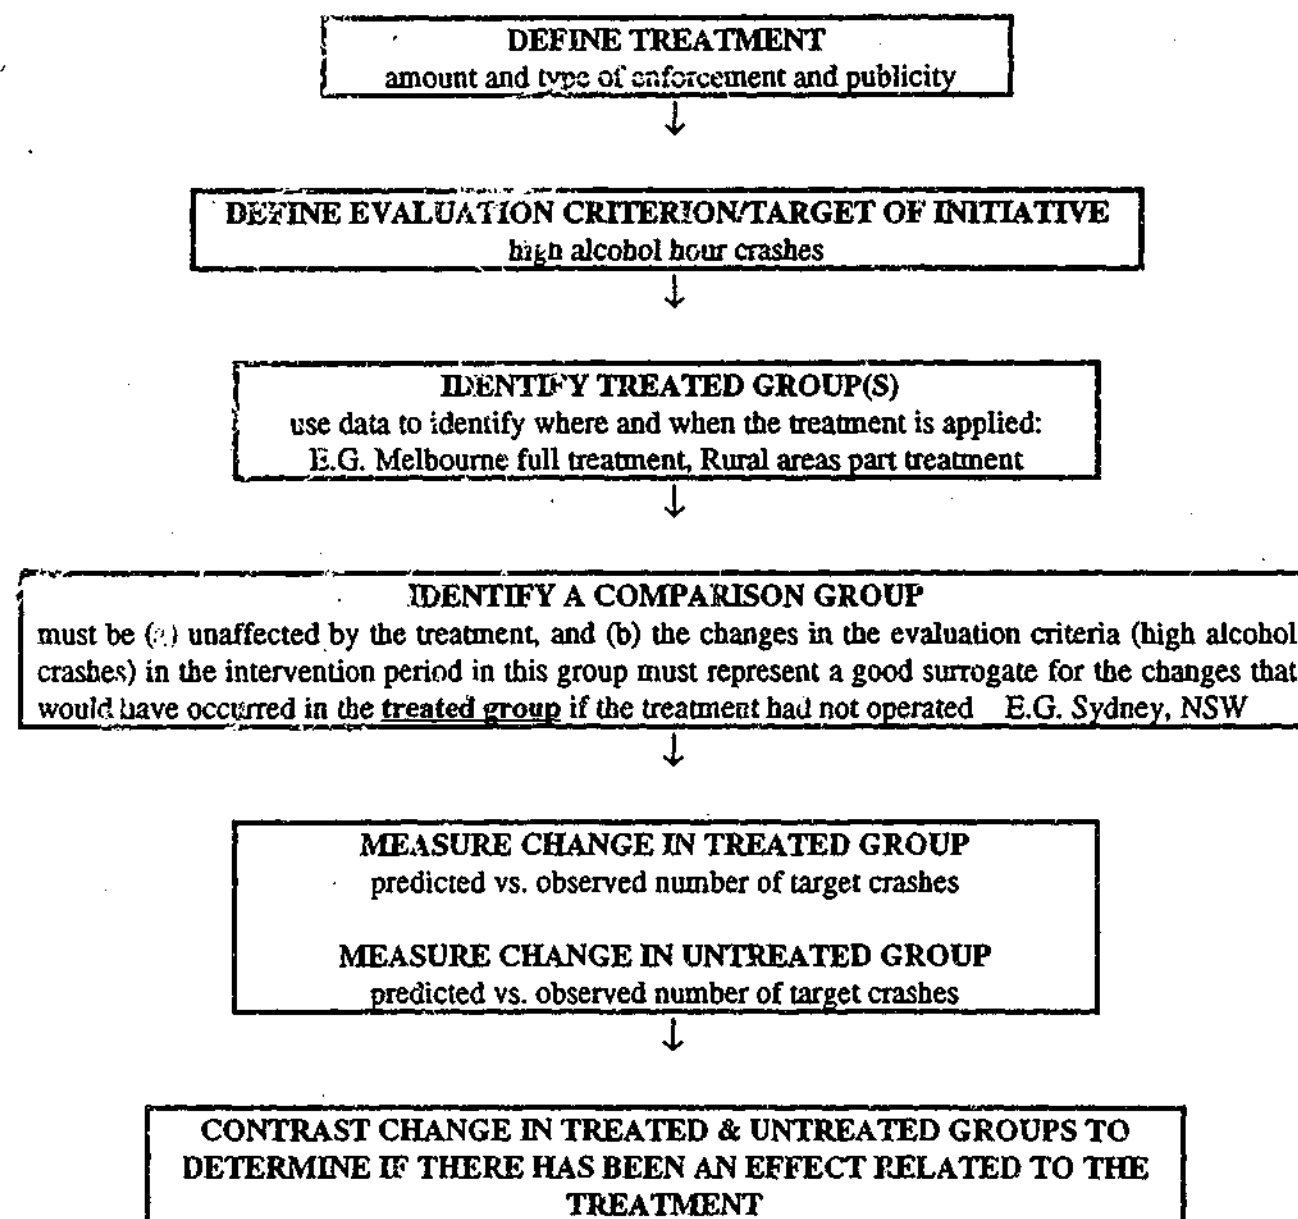 DEFINE TREATMENT
amount and type of enforcement and publicity
↓
DEFINE EVALUATION CRITERION/TARGET OF INITIATIVE
high alcohol hour crashes
↓
IDENTIFY TREATED GROUP(S)
use data to identify where and when the treatment is applied:
E.G. Melbourne full treatment, Rural areas part treatment
↓
IDENTIFY A COMPARISON GROUP
must be (a) unaffected by the treatment, and (b) the changes in the evaluation criteria (high alcohol
crashes) in the intervention period in this group must represent a good surrogate for the changes that
would have occurred in the treated group if the treatment had not operated E.G. Sydney, NSW
↓
MEASURE CHANGE IN TREATED GROUP
predicted vs. observed number of target crashes
MEASURE CHANGE IN UNTREATED GROUP
predicted vs. observed number of target crashes
↓
CONTRAST CHANGE IN TREATED & UNTREATED GROUPS TO
DETERMINE IF THERE HAS BEEN AN EFFECT RELATED TO THE
TREATMENT